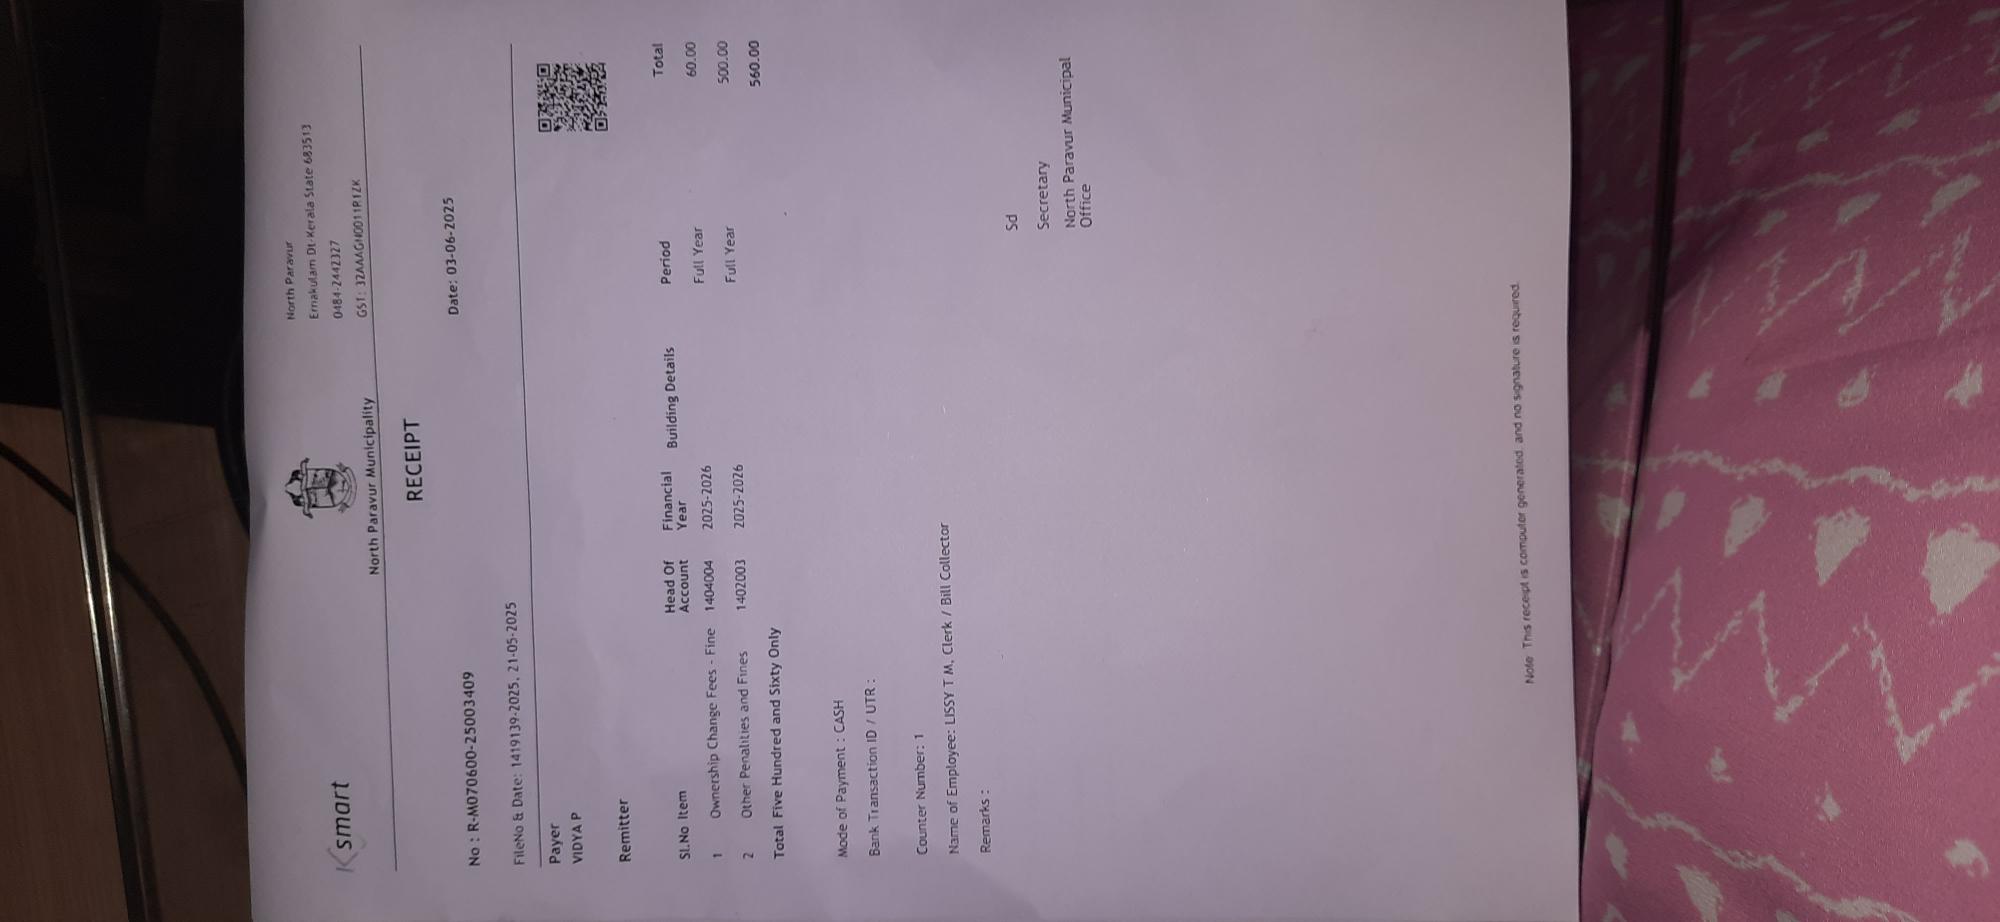 Ksmart
North Paravur Municipality
North Paravur
Ernakulam Dt-Kerala State 683513
0484-2442327
GST: 32AAAGN0011R1ZK
RECEIPT
No : R-M070600-25003409
Date: 03-06-2025
FileNo & Date: 1419139-2025, 21-05-2025
Payer
VIDYA P
Remitter
Sl.No Item Head Of Account Financial Year Building Details Period Total
1 Ownership Change Fees - Fine 1404004 2025-2026 Full Year 60.00
2 Other Penalities and Fines 1402003 2025-2026 Full Year 500.00
Total Five Hundred and Sixty Only 560.00
Mode of Payment : CASH
Bank Transaction ID / UTR :
Counter Number: 1
Name of Employee: LISSY T M, Clerk / Bill Collector
Remarks :
Sd
Secretary
North Paravur Municipal
Office
Note: This receipt is computer generated, and no signature is required.